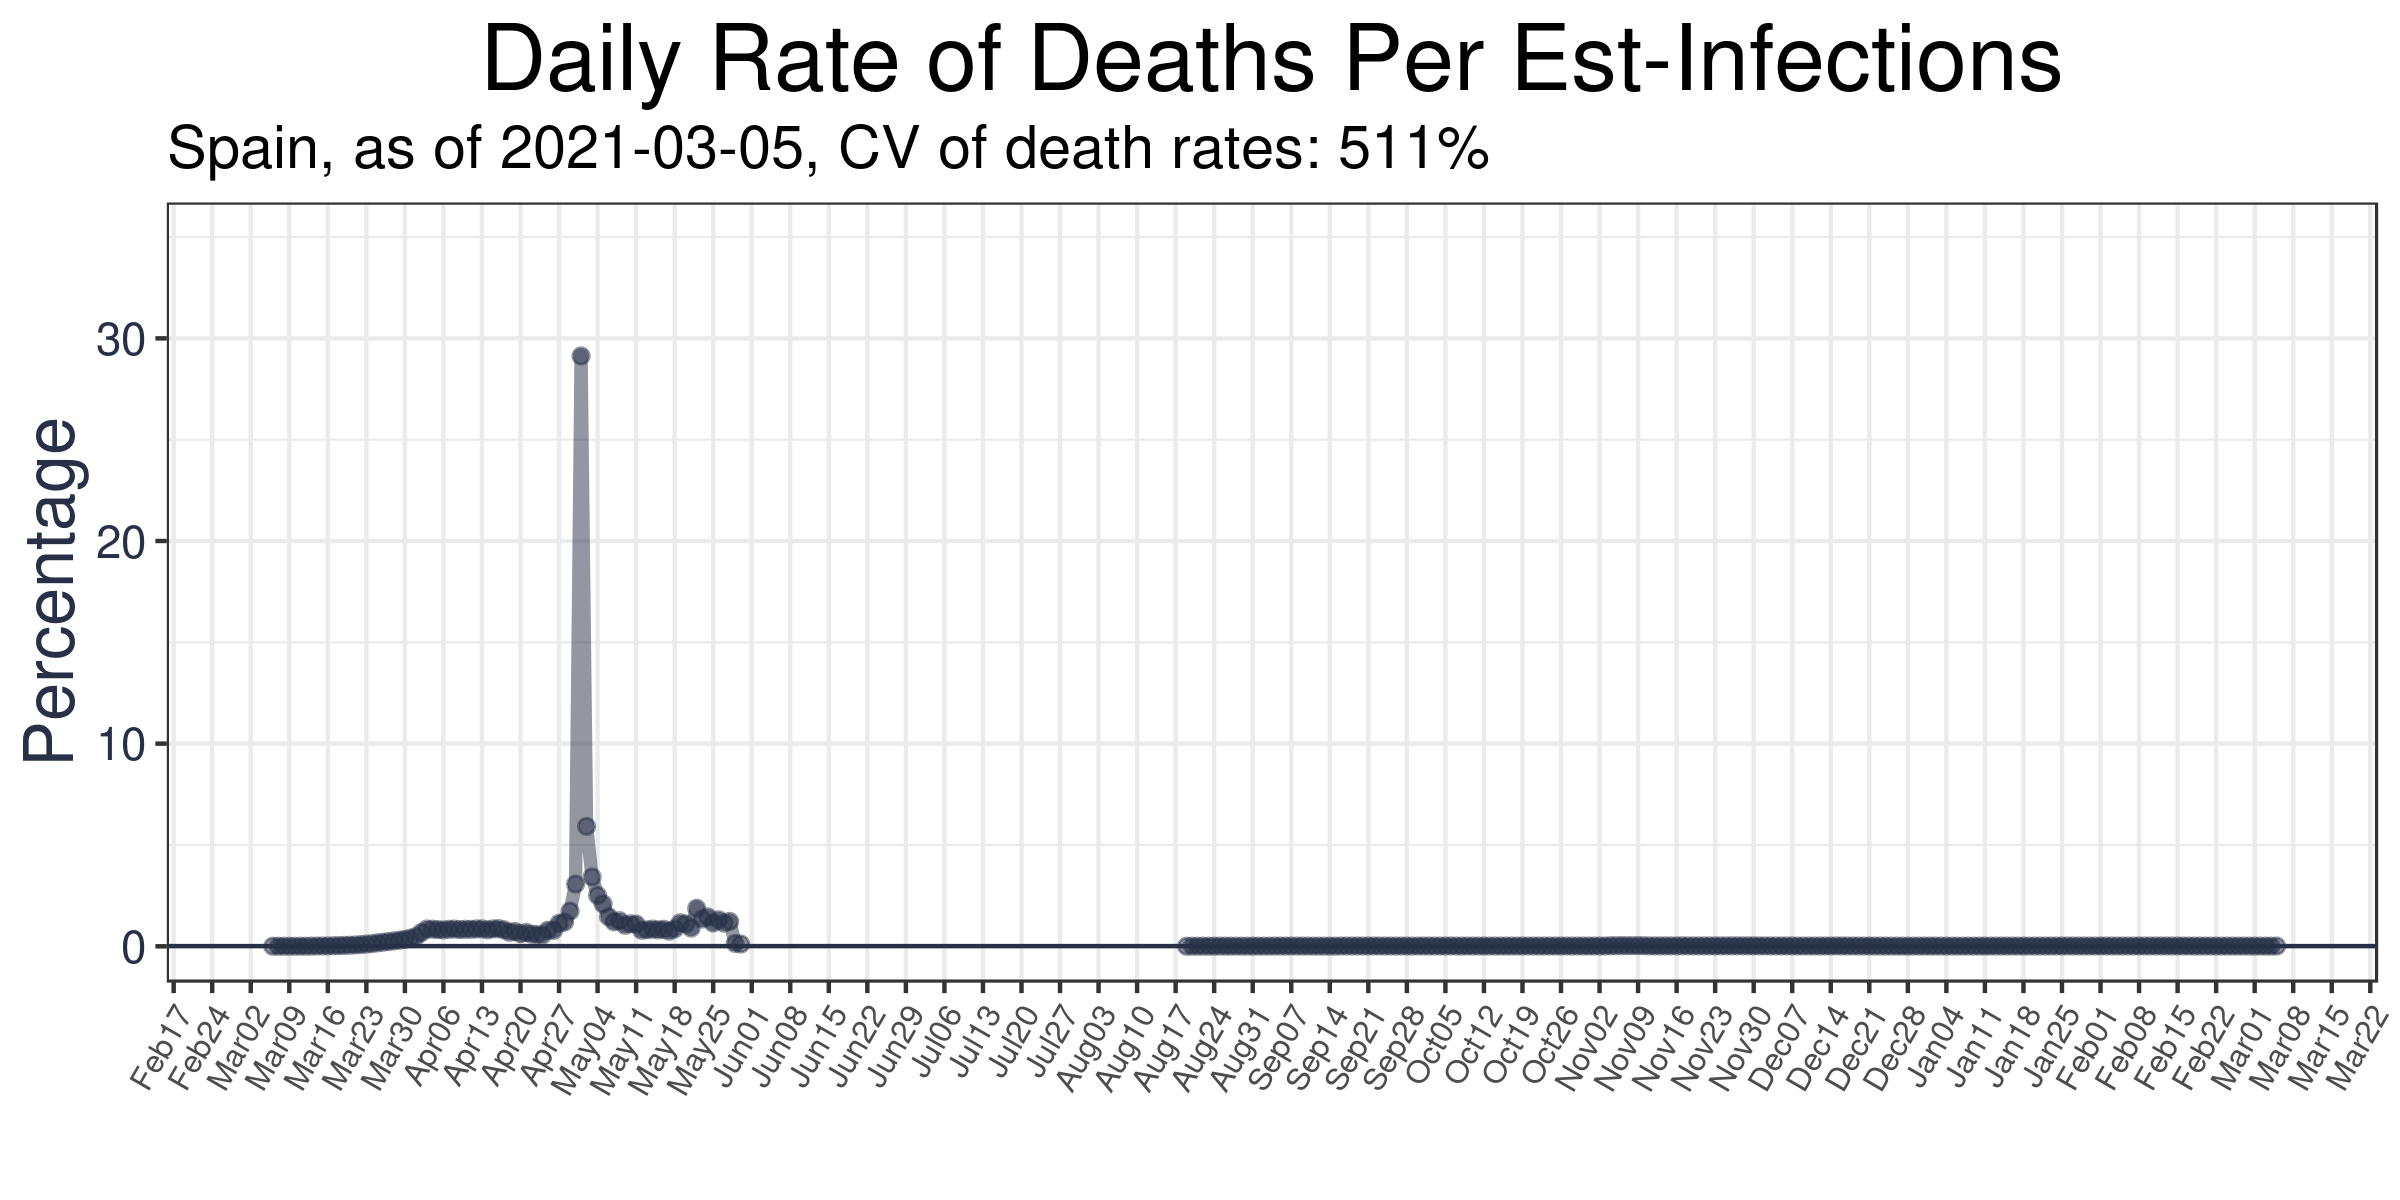 Daily Rate of Deaths Per Est-Infections
Spain, as of 2021-03-05, CV of death rates: 511%
Percentage
30
20
10
0
Feb17 Feb24 Mar02 Mar09 Mar16 Mar23 Mar30 Apr06 Apr13 Apr20 Apr27 May04 May11 May18 May25 Jun01 Jun08 Jun15 Jun22 Jun29 Jul06 Jul13 Jul20 Jul27 Aug03 Aug10 Aug17 Aug24 Aug31 Sep07 Sep14 Sep21 Sep28 Oct05 Oct12 Oct19 Oct26 Nov02 Nov09 Nov16 Nov23 Nov30 Dec07 Dec14 Dec21 Dec28 Dec04 Jan11 Jan18 Jan25 Feb01 Feb08 Feb15 Feb22 Mar01 Mar08 Mar15 Mar22